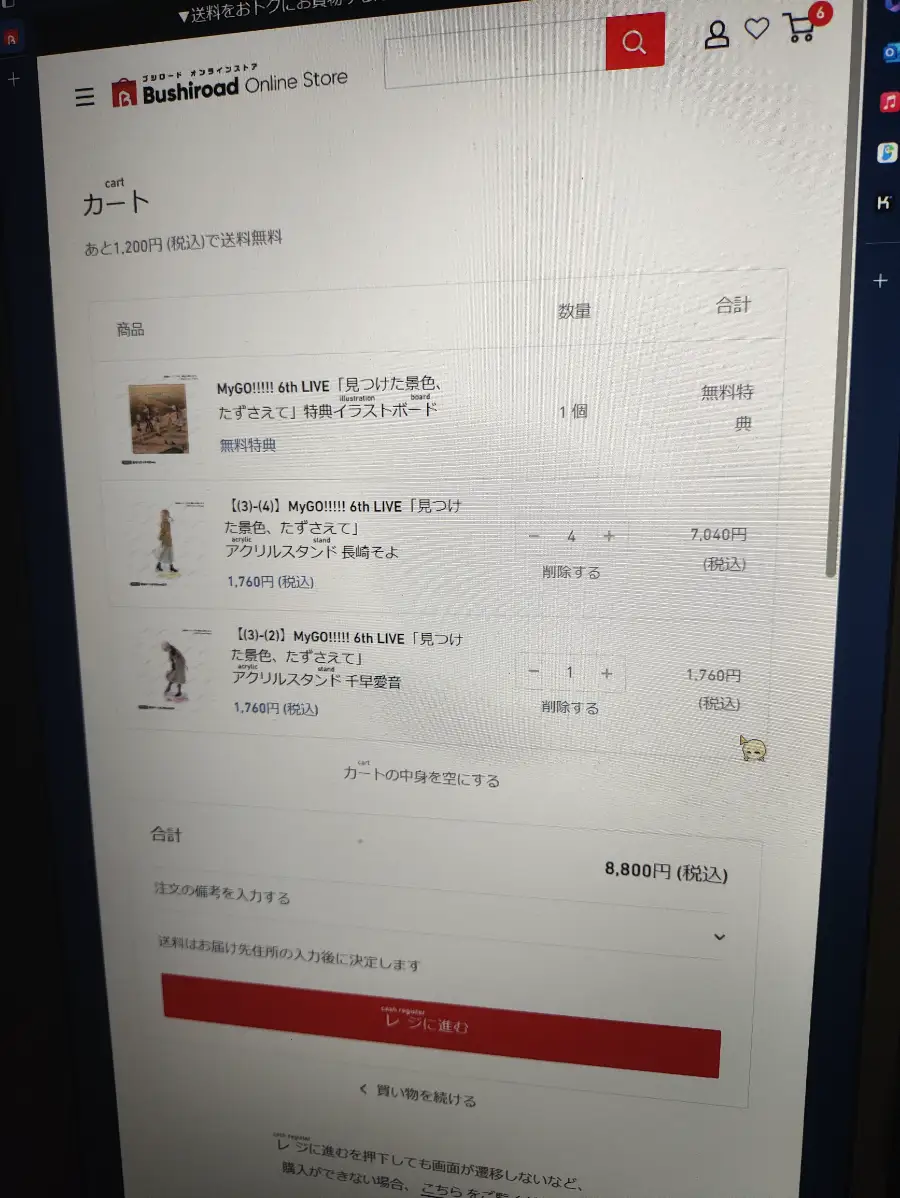 ▼送料をおトクにお買物する
6
ブシロード オンラインストア
Bushiroad Online Store
cart
カート
あと1,200円 (税込)で送料無料
商品
数量
合計
MyGO!!!!! 6th LIVE「見つけた景色、
illustration board
たずさえて」特典イラストボード
無料特典
1 個
無料特
典
【(3)-(4)】MyGO!!!!! 6th LIVE「見つけ
た景色、たずさえて」
acrylic stand
アクリルスタンド 長崎そよ
1,760円 (税込)
− 4 +
削除する
7,040円
(税込)
【(3)-(2)】MyGO!!!!! 6th LIVE「見つけ
た景色、たずさえて」
acrylic stand
アクリルスタンド 千早愛音
1,760円 (税込)
− 1 +
削除する
1,760円
(税込)
cart
カートの中身を空にする
合計
8,800円 (税込)
注文の備考を入力する
送料はお届け先住所の入力後に決定します
cash register
レジに進む
買い物を続ける
cash register
レジに進むを押下しても画面が遷移しないなど、
購入ができない場合、こちらをご覧く